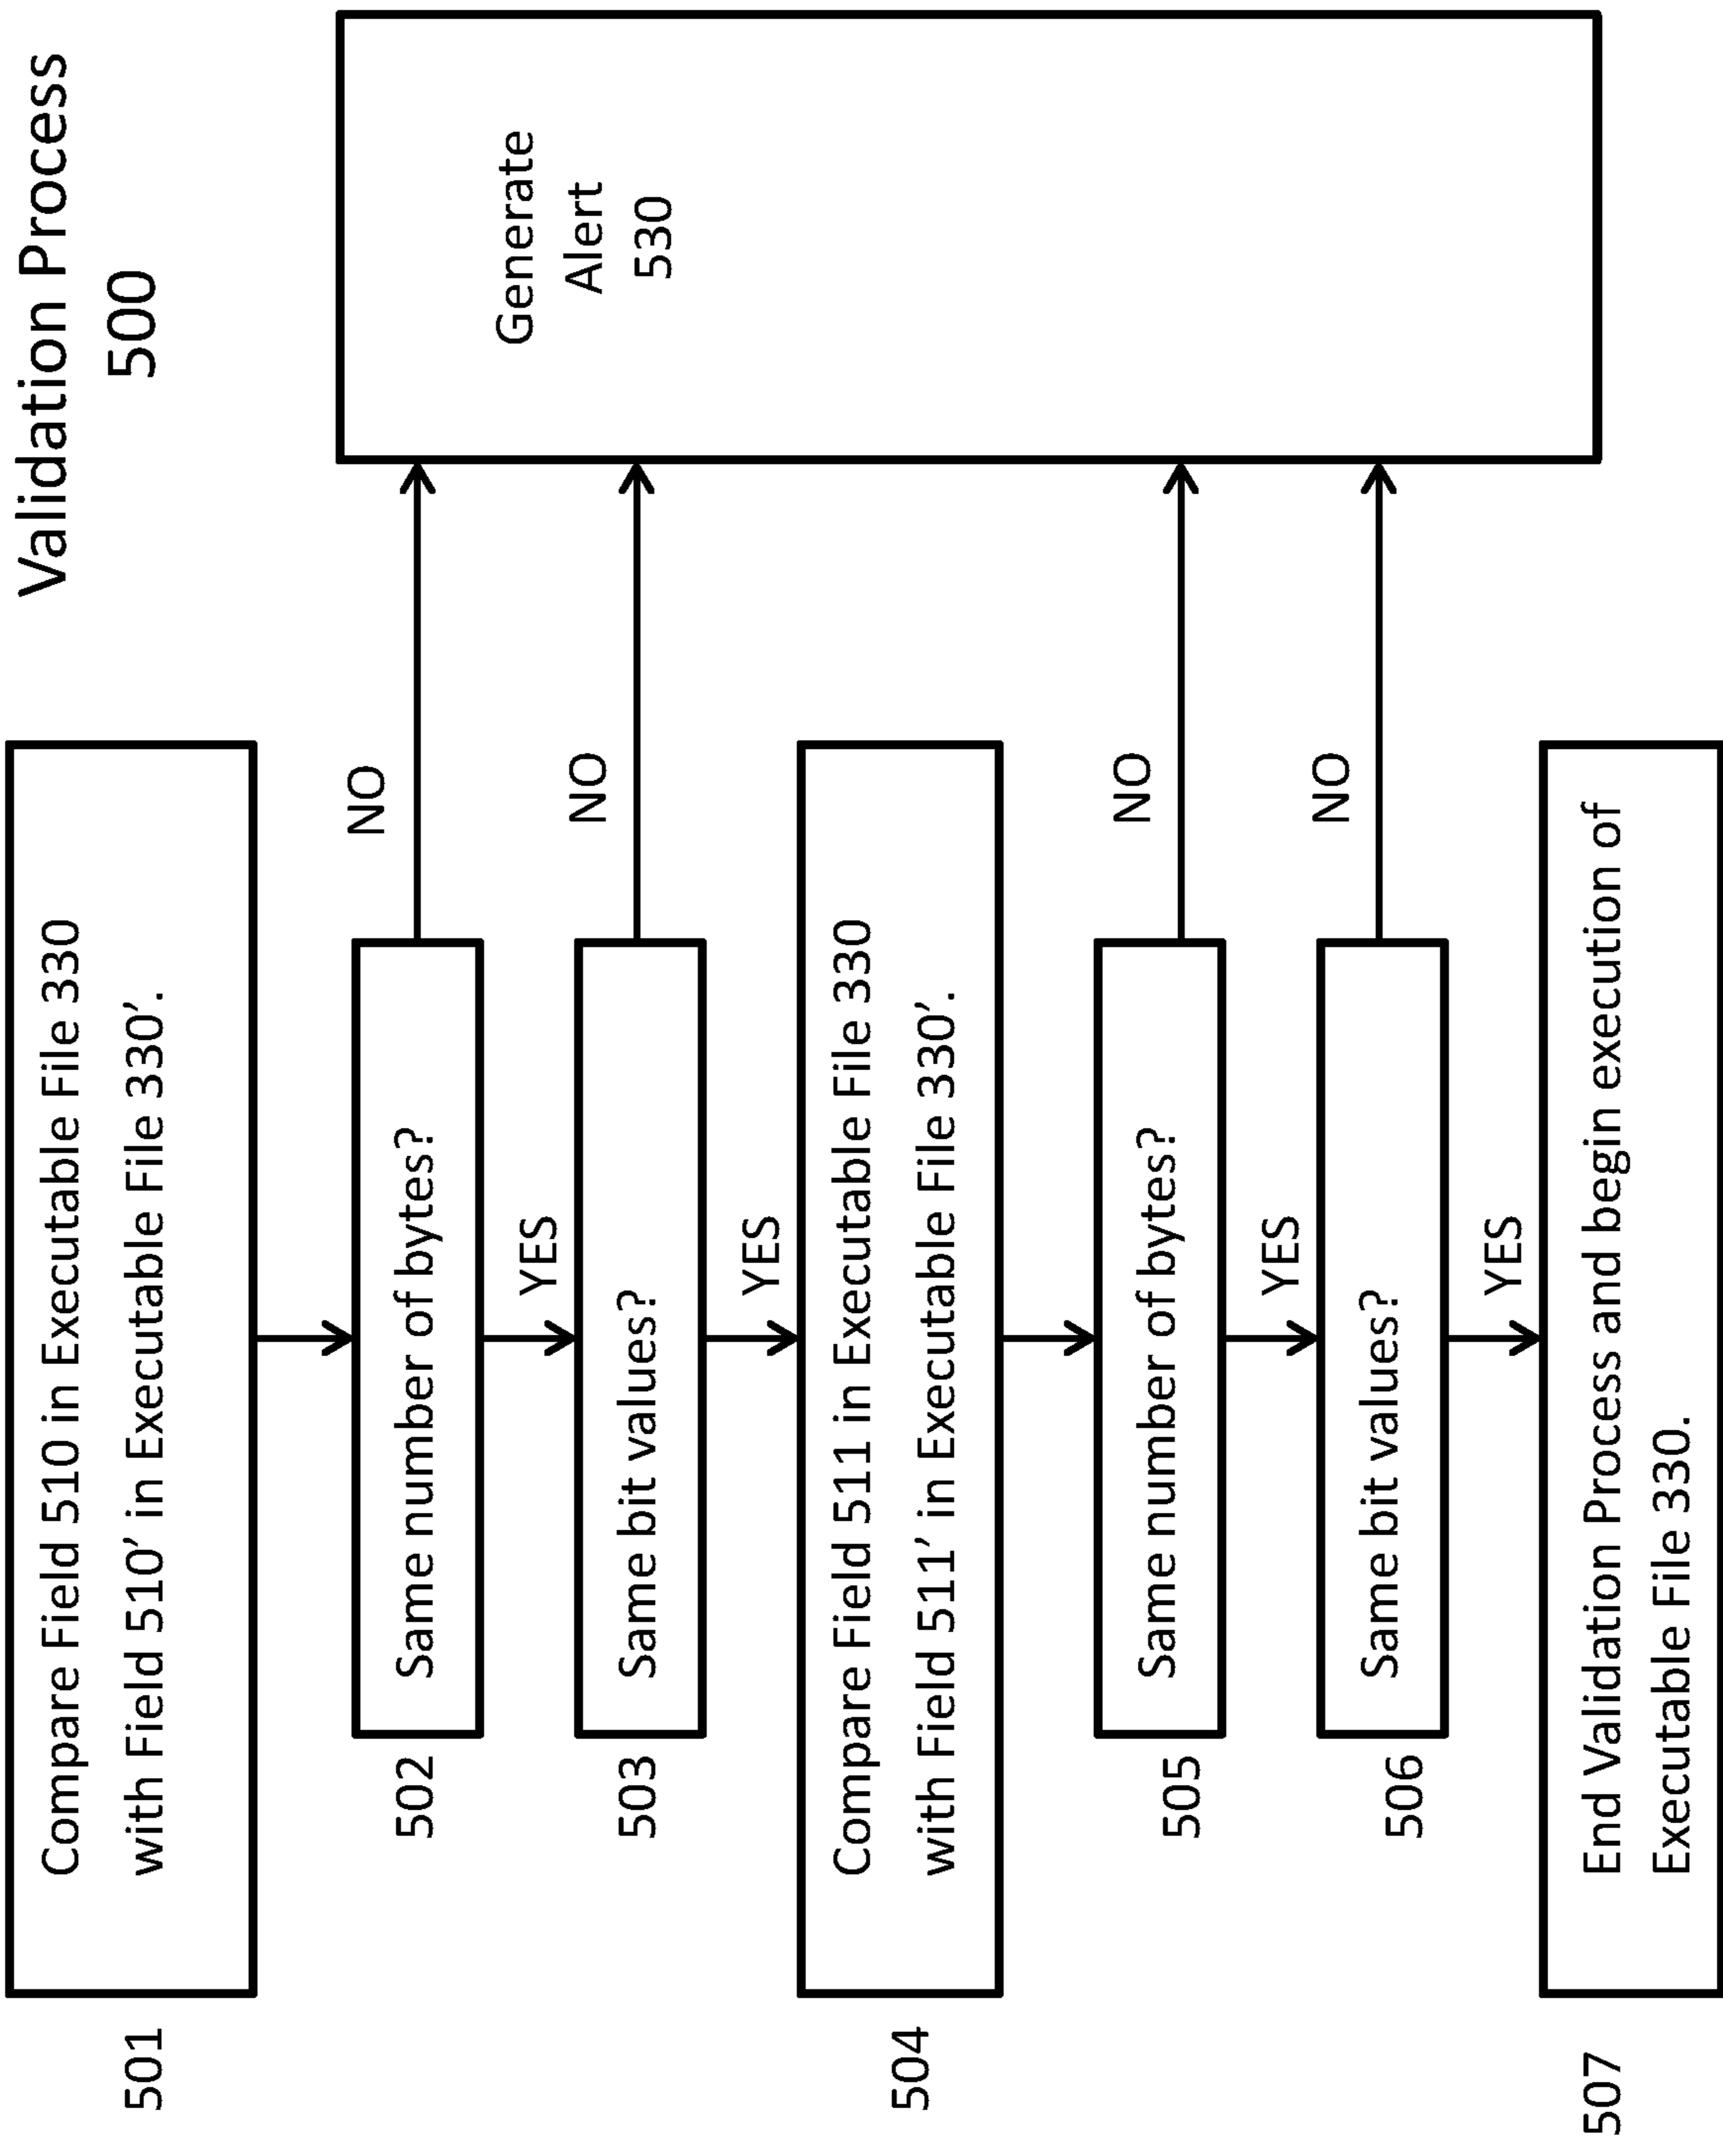 Validation Process
500
501
Compare Field 510 in Executable File 330
with Field 510′ in Executable File 330′.
502
Same number of bytes?
NO
YES
503
Same bit values?
NO
YES
504
Compare Field 511 in Executable File 330
with Field 511′ in Executable File 330′.
505
Same number of bytes?
NO
YES
506
Same bit values?
NO
YES
507
End Validation Process and begin execution of
Executable File 330.
Generate
Alert
530